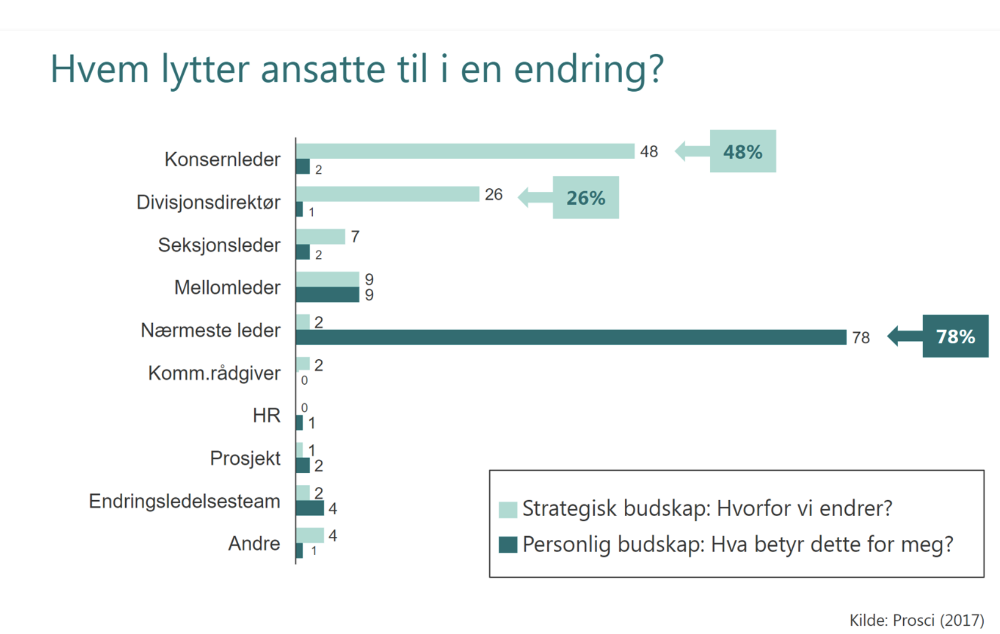 Hvem lytter ansatte til i en endring?
Konsernleder
48
48%
2
Divisjonsdirektør
26
26%
1
Seksjonsleder
7
2
Mellomleder
9
9
Nærmeste leder
2
78
78%
Komm.rådgiver
2
0
HR
0
1
Prosjekt
1
2
Endringsledelsesteam
2
4
Andre
4
1
Strategisk budskap: Hvorfor vi endrer?
Personlig budskap: Hva betyr dette for meg?
Kilde: Prosci (2017)